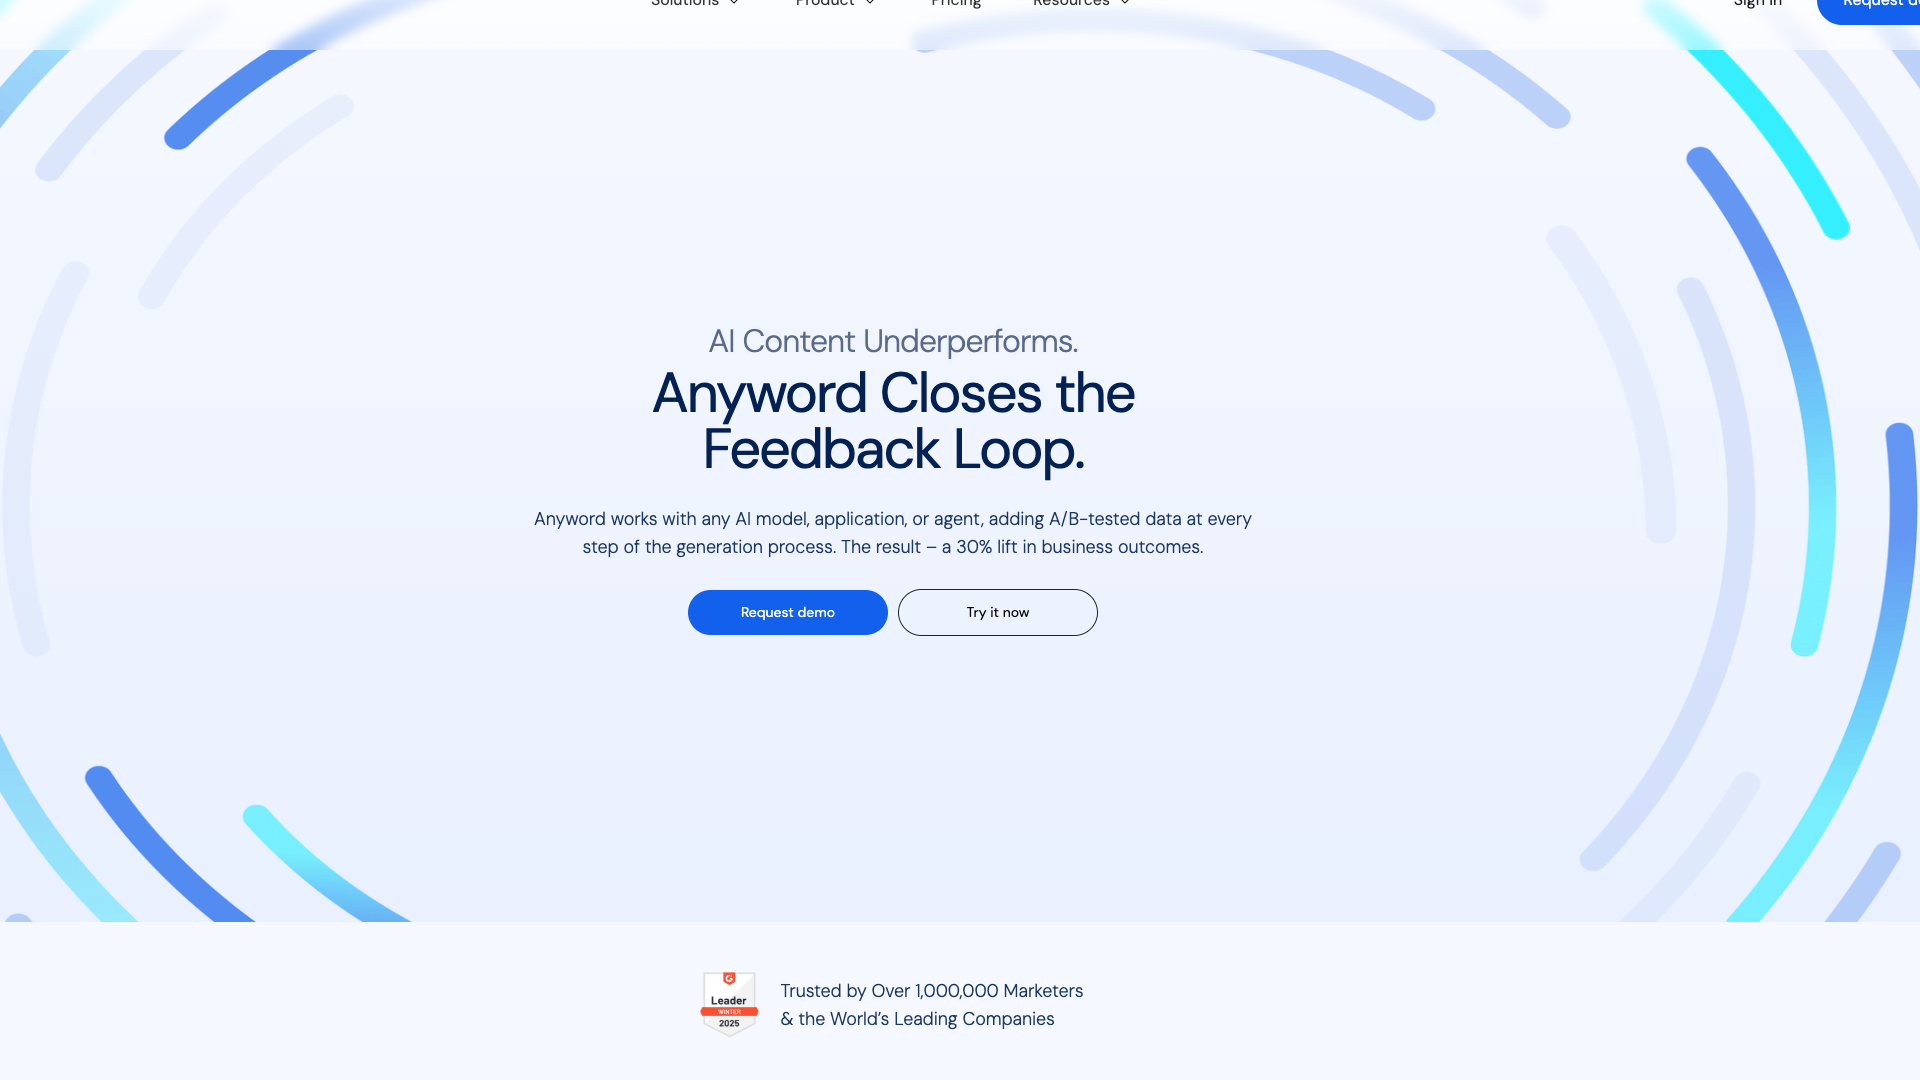 Solutions
Product
Pricing
Resources
Sign in
Request d
AI Content Underperforms.
Anyword Closes the
Feedback Loop.
Anyword works with any AI model, application, or agent, adding A/B-tested data at every
step of the generation process. The result – a 30% lift in business outcomes.
Request demo
Try it now
Leader
WINTER
2025
Trusted by Over 1,000,000 Marketers
& the World’s Leading Companies